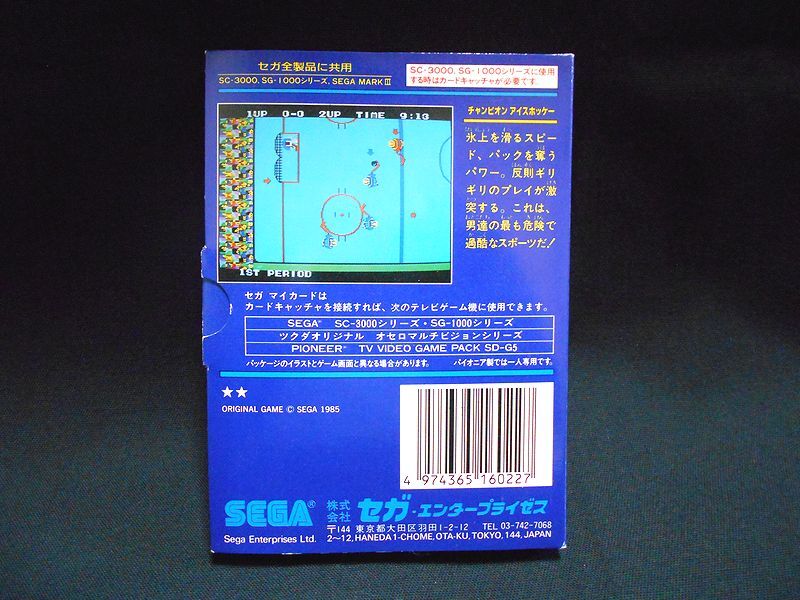 セガ全製品に共用
SC-3000, SG-1000シリーズ, SEGA MARK III
SC-3000, SG-1000シリーズに使用
する時はカードキャッチャが必要です。
1UP 0-0 2UP TIME 9:13
1ST PERIOD
チャンピオン アイスホッケー
氷上を滑るスピー
ド、パックを奪う
パワー。反則ギリ
ギリのプレイが激
突する。これは、
男達の最も危険で
過酷なスポーツだ!
セガ マイカードは
カードキャッチャを接続すれば、次のテレビゲーム機に使用できます。
SEGA® SC-3000シリーズ・SG-1000シリーズ
ツクダオリジナル オセロマルチビジョンシリーズ
PIONEER™ TV VIDEO GAME PACK SD-G5
パッケージのイラストとゲーム画面と異なる場合があります。 パイオニア製では一人専用です。
★★
ORIGINAL GAME © SEGA 1985
4 974365 160227
SEGA® 株式会社 セガ・エンタープライゼス
〒144 東京都大田区羽田1-2-12 TEL 03-742-7068
Sega Enterprises Ltd. 2~12, HANEDA 1-CHOME, OTA-KU, TOKYO, 144, JAPAN